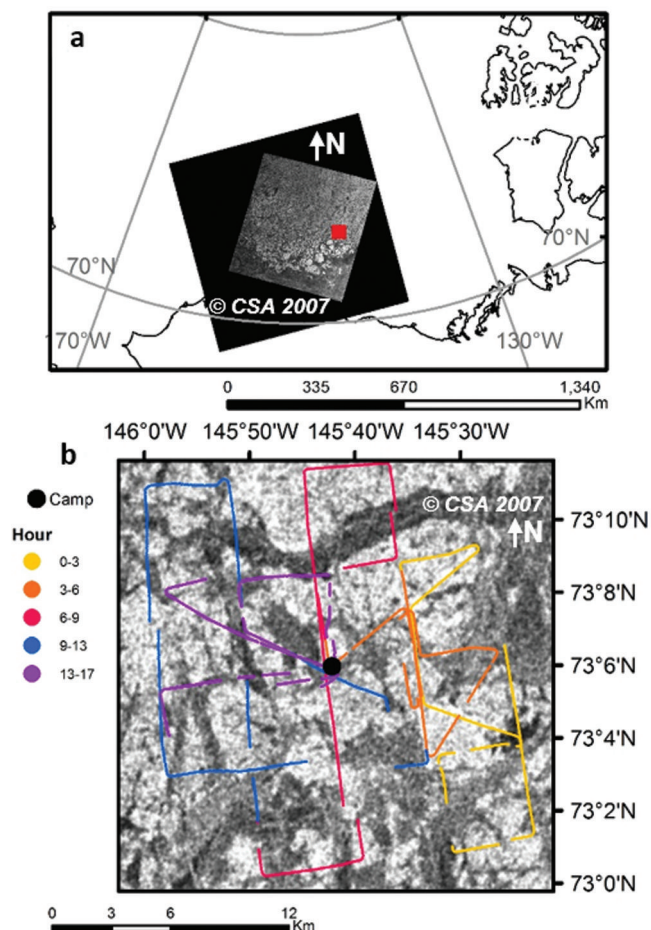 a
N
70°N
70°N
© CSA 2007
170°W
130°W
0 335 670 1,340
Km
146°0'W 145°50'W 145°40'W 145°30'W
b
Camp
© CSA 2007
N
Hour
0-3
3-6
6-9
9-13
13-17
73°10'N
73°8'N
73°6'N
73°4'N
73°2'N
73°0'N
0 3 6 12
Km